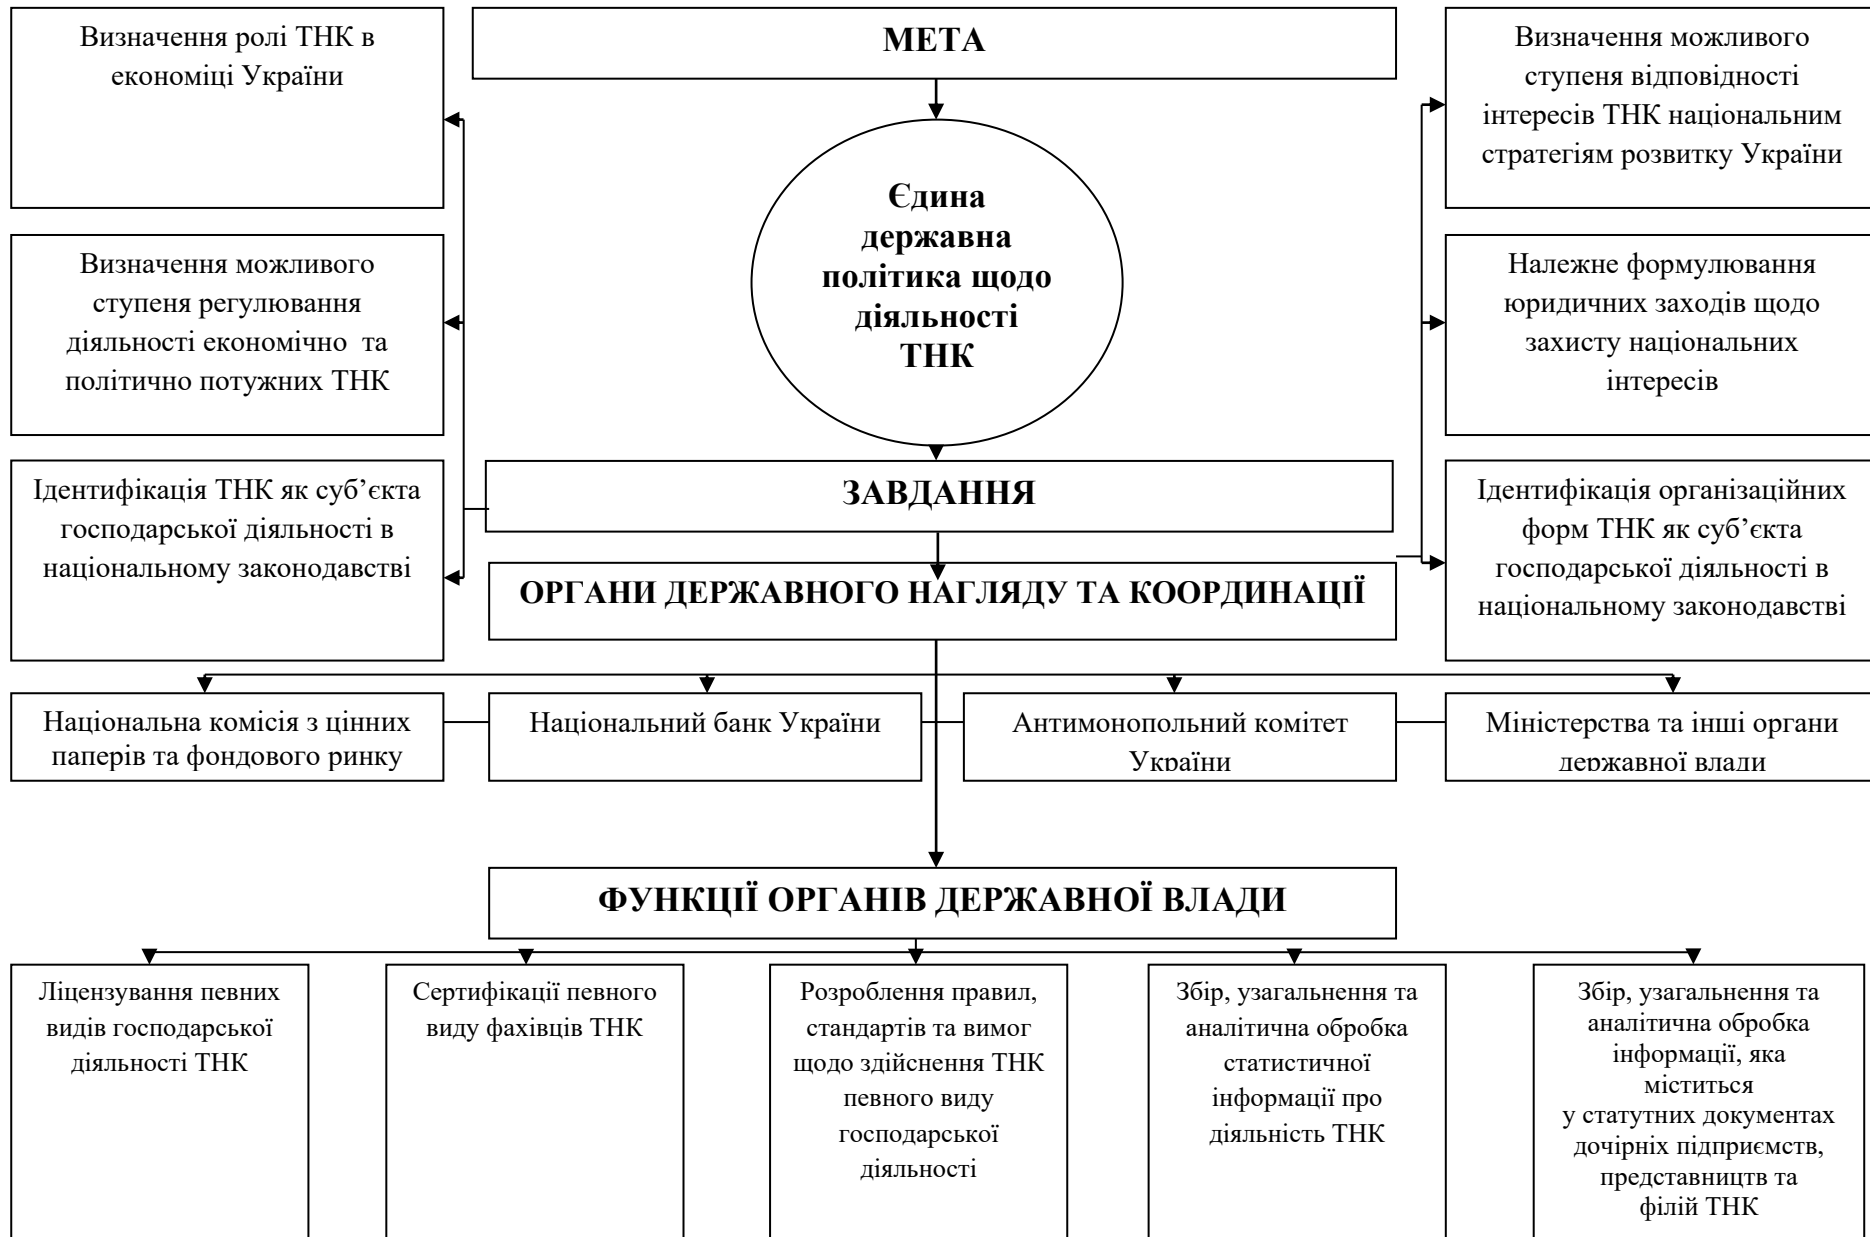 МЕТА
Визначення ролі ТНК в
економіці України
Визначення можливого
ступеня регулювання
діяльності економічно та
політично потужних ТНК
Ідентифікація ТНК як суб’єкта
господарської діяльності в
національному законодавстві
Єдина
державна
політика щодо
діяльності
ТНК
Визначення можливого
ступеня відповідності
інтересів ТНК національним
стратегіям розвитку України
Належне формулювання
юридичних заходів щодо
захисту національних
інтересів
Ідентифікація організаційних
форм ТНК як суб’єкта
господарської діяльності в
національному законодавстві
ЗАВДАННЯ
ОРГАНИ ДЕРЖАВНОГО НАГЛЯДУ ТА КООРДИНАЦІЇ
Національна комісія з цінних
паперів та фондового ринку
Національний банк України
Антимонопольний комітет
України
Міністерства та інші органи
державної влади
ФУНКЦІЇ ОРГАНІВ ДЕРЖАВНОЇ ВЛАДИ
Ліцензування певних
видів господарської
діяльності ТНК
Сертифікації певного
виду фахівців ТНК
Розроблення правил,
стандартів та вимог
щодо здійснення ТНК
певного виду
господарської
діяльності
Збір, узагальнення та
аналітична обробка
статистичної
інформації про
діяльність ТНК
Збір, узагальнення та
аналітична обробка
інформації, яка
міститься
у статутних документах
дочірніх підприємств,
представництв та
філій ТНК